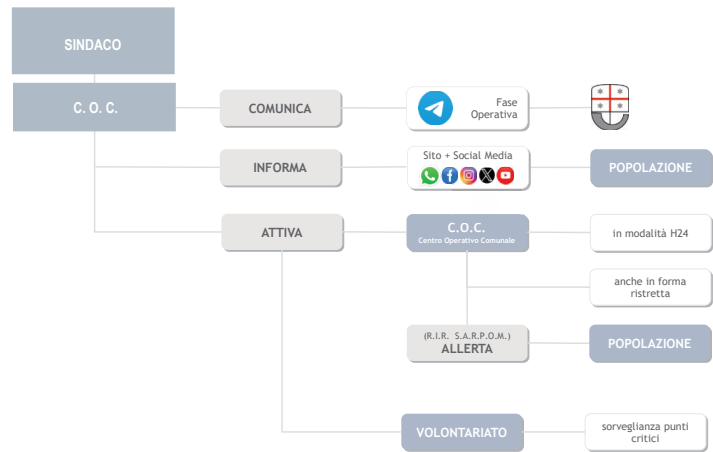 SINDACO
C. O. C.
COMUNICA
Fase
Operativa
INFORMA
Sito + Social Media
POPOLAZIONE
ATTIVA
C.O.C.
Centro Operativo Comunale
in modalità H24
anche in forma
ristretta
(R.I.R. S.A.R.P.O.M.)
ALLERTA
POPOLAZIONE
VOLONTARIATO
sorveglianza punti
critici